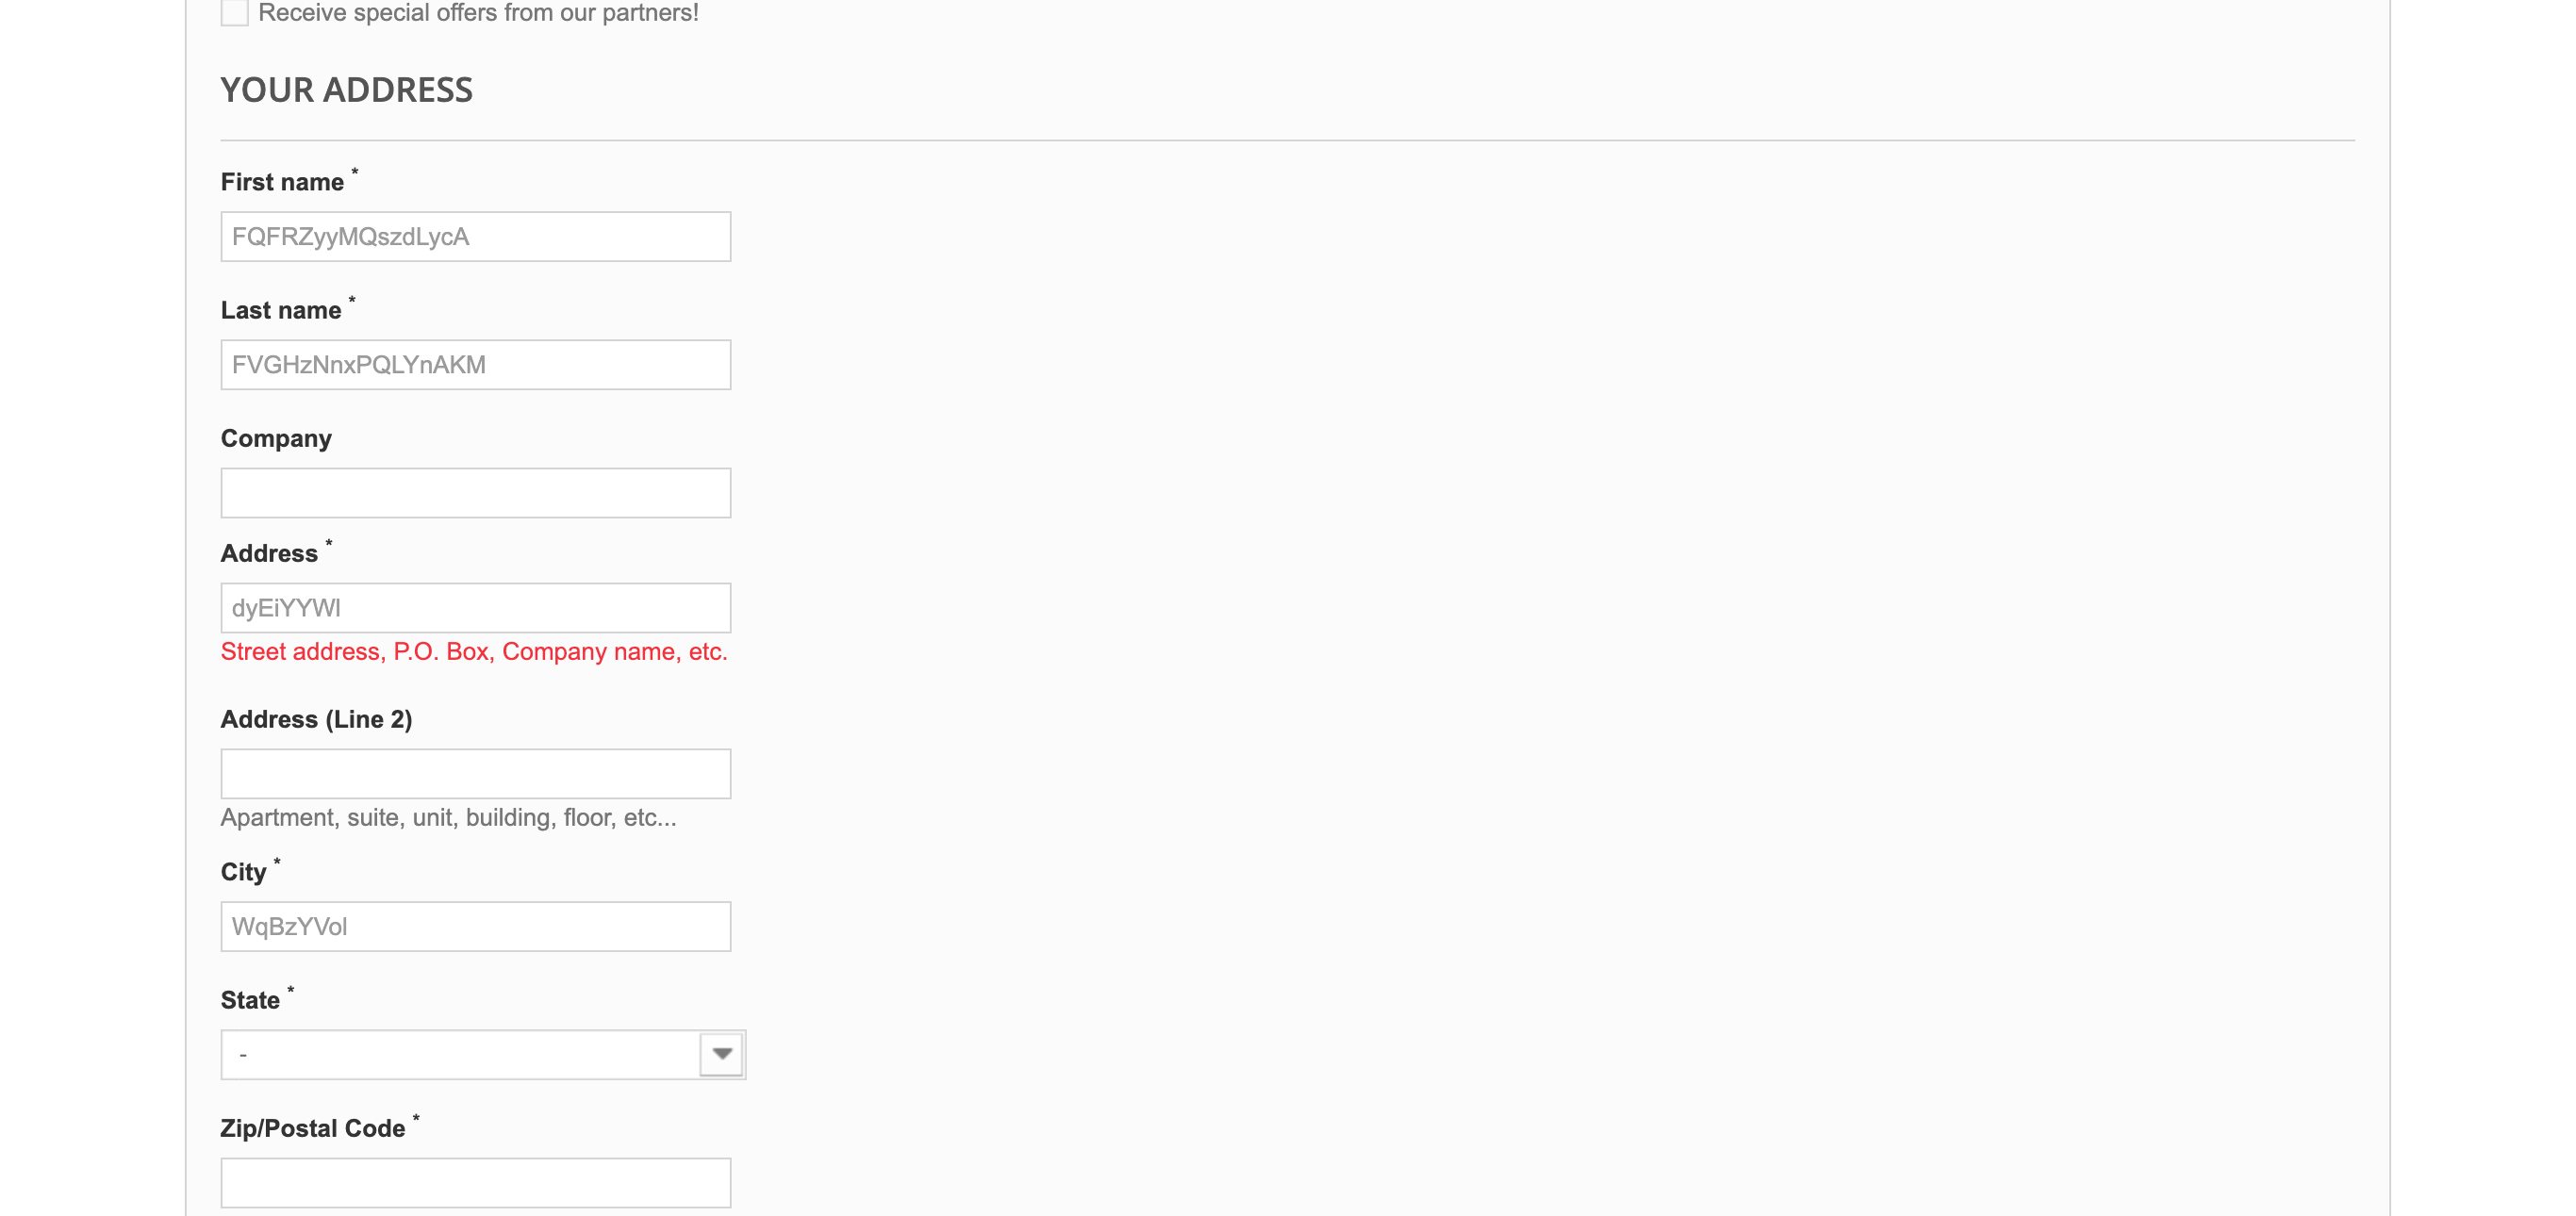 Receive special offers from our partners!
YOUR ADDRESS
First name *
FQFRZyyMQszdLycA
Last name *
FVGHzNnxPQLYnAKM
Company
Address *
dyEiYYWl
Street address, P.O. Box, Company name, etc.
Address (Line 2)
Apartment, suite, unit, building, floor, etc...
City *
WqBzYVol
State *
-
Zip/Postal Code *